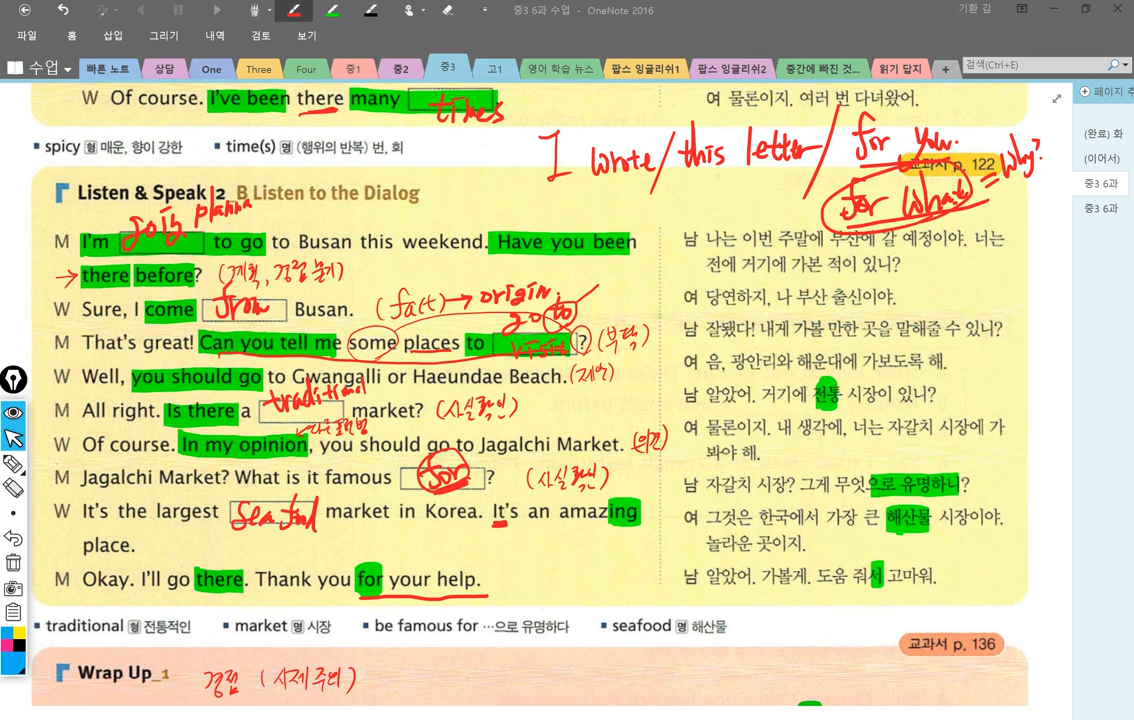 중3 6과 수업 - OneNote 2016
기환 김
파일 홈 삽입 그리기 내역 검토 보기
수업 빠른 노트 상담 One Three Four 중1 중2 중3 고1 영어 학습 뉴스 팝스 잉글리쉬1 팝스 잉글리쉬2 중간에 빠진 것... 읽기 답지 + 검색(Ctrl+E)
페이지 추
(완료) 화
(이어서)
중3 6과
중3 6과
W Of course. I've been there many times
여 물론이지. 여러 번 다녀왔어.
I wrote / this letter / for you.
for what = why?
spicy 형 매운, 향이 강한 time(s) 명 (행위의 반복) 번, 회
교과서 p. 122
Listen & Speak 2_B Listen to the Dialog
M I'm going to go to Busan this weekend. Have you been
there before? (계획, 경험 묻기)
남 나는 이번 주말에 부산에 갈 예정이야. 너는
전에 거기에 가본 적이 있니?
W Sure, I come from Busan. (fact) → origin.
여 당연하지, 나 부산 출신이야.
go to
M That's great! Can you tell me some places to visit? (부탁)
남 잘됐다! 내게 가볼 만한 곳을 말해줄 수 있니?
W Well, you should go to Gwangalli or Haeundae Beach. (제안)
여 음, 광안리와 해운대에 가보도록 해.
M All right. Is there a traditional market? (사실확인)
남 알았어. 거기에 전통 시장이 있니?
W Of course. In my opinion, you should go to Jagalchi Market. (의견)
여 물론이지. 내 생각에, 너는 자갈치 시장에 가
봐야 해.
M Jagalchi Market? What is it famous for? (사실확인)
남 자갈치 시장? 그게 무엇으로 유명하니?
W It's the largest seafood market in Korea. It's an amazing
place.
여 그것은 한국에서 가장 큰 해산물 시장이야.
놀라운 곳이지.
M Okay. I'll go there. Thank you for your help.
남 알았어. 가볼게. 도움 줘서 고마워.
traditional 형 전통적인 market 명 시장 be famous for …으로 유명하다 seafood 명 해산물
교과서 p. 136
Wrap Up_1 경험 (시제주의)